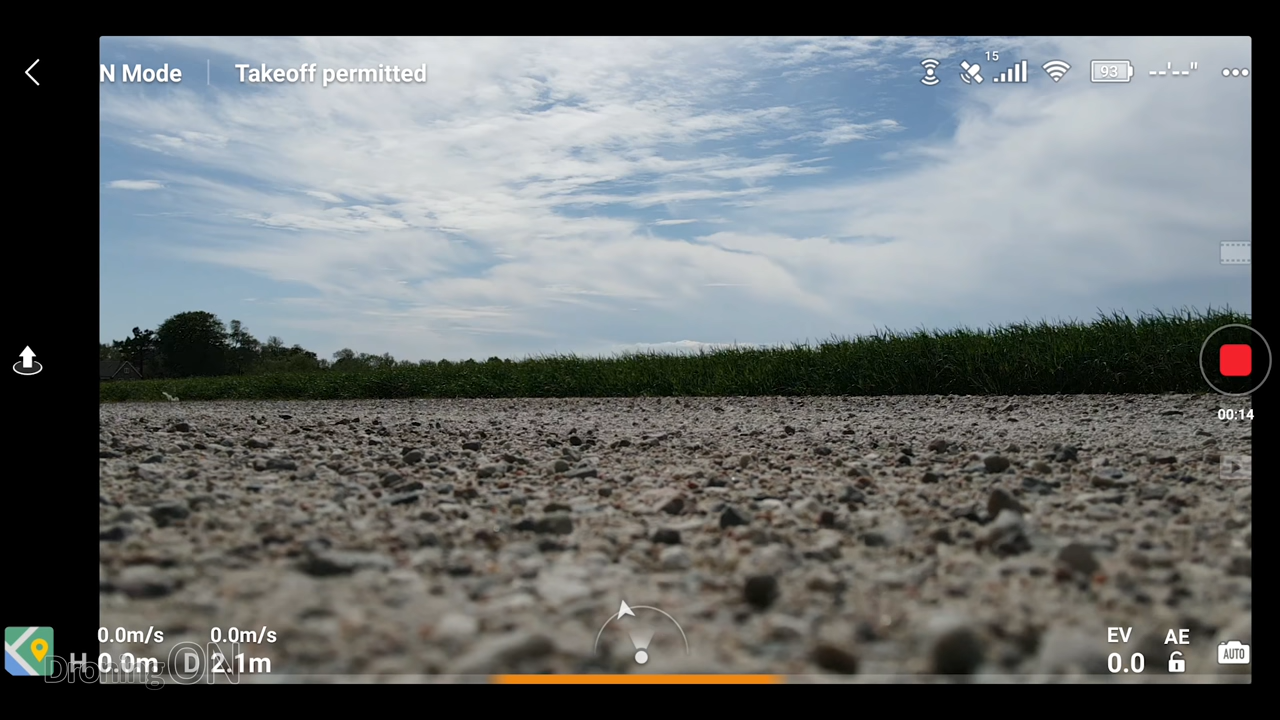 N Mode | Takeoff permitted
15
93
--'--"
00:14
0.0m/s 0.0m/s
EV AE
H 0.0m D 2.1m
0.0
AUTO
DroningON